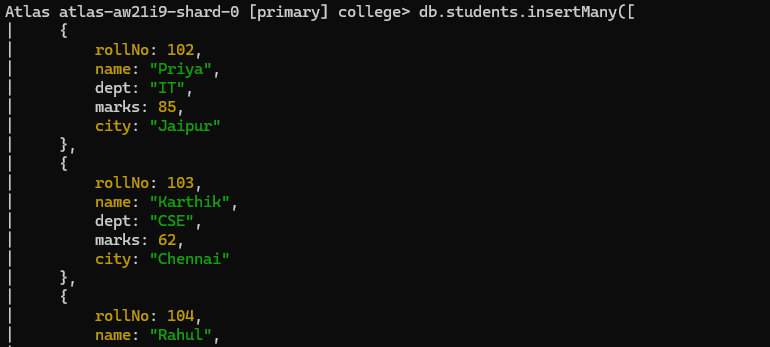 Atlas atlas-aw21i9-shard-0 [primary] college> db.students.insertMany([
|     {
|         rollNo: 102,
|         name: "Priya",
|         dept: "IT",
|         marks: 85,
|         city: "Jaipur"
|     },
|     {
|         rollNo: 103,
|         name: "Karthik",
|         dept: "CSE",
|         marks: 62,
|         city: "Chennai"
|     },
|     {
|         rollNo: 104,
|         name: "Rahul",